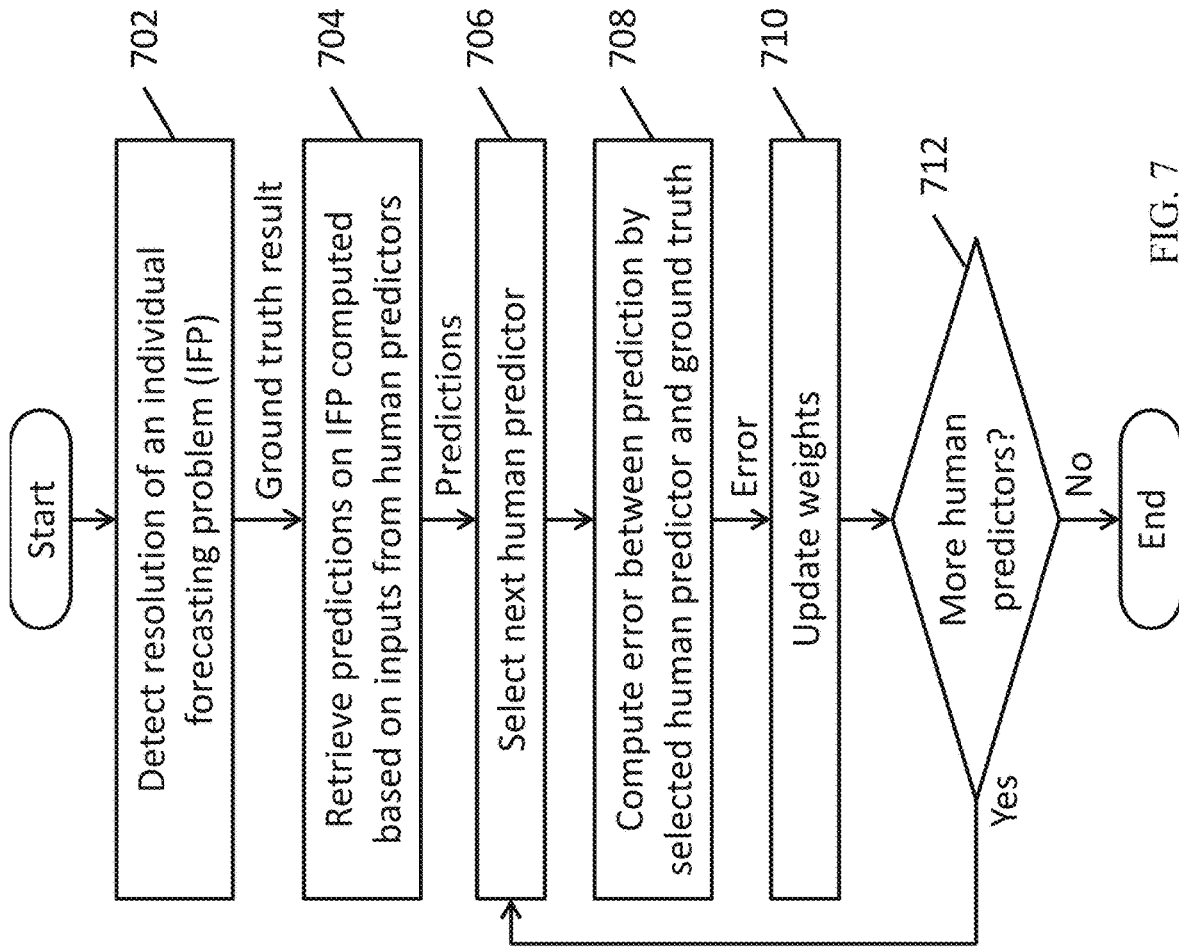 Start
Detect resolution of an individual
forecasting problem (IFP)
702
Ground truth result
Retrieve predictions on IFP computed
based on inputs from human predictors
704
Predictions
Select next human predictor
706
Compute error between prediction by
selected human predictor and ground truth
708
Error
Update weights
710
More human
predictors?
712
Yes
No
End
FIG. 7